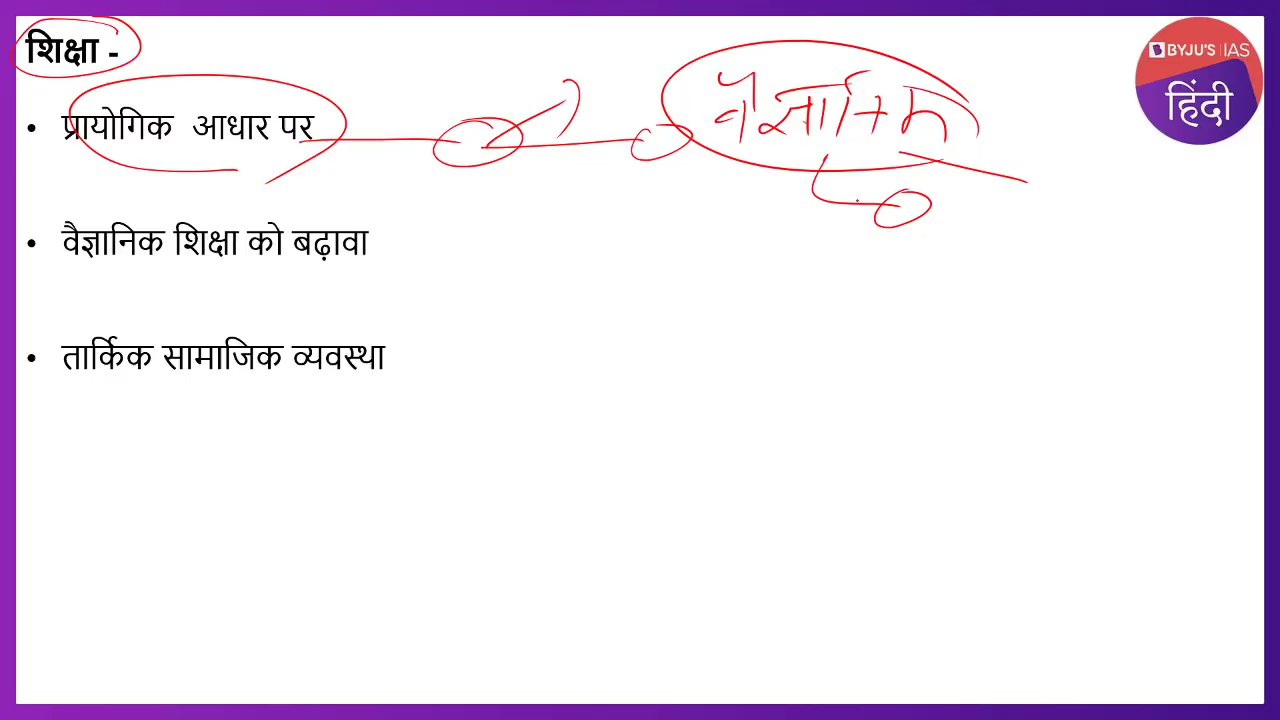 शिक्षा -
BYJU'S IAS
हिंदी
• प्रायोगिक आधार पर
वैज्ञानिक
• वैज्ञानिक शिक्षा को बढ़ावा
• तार्किक सामाजिक व्यवस्था